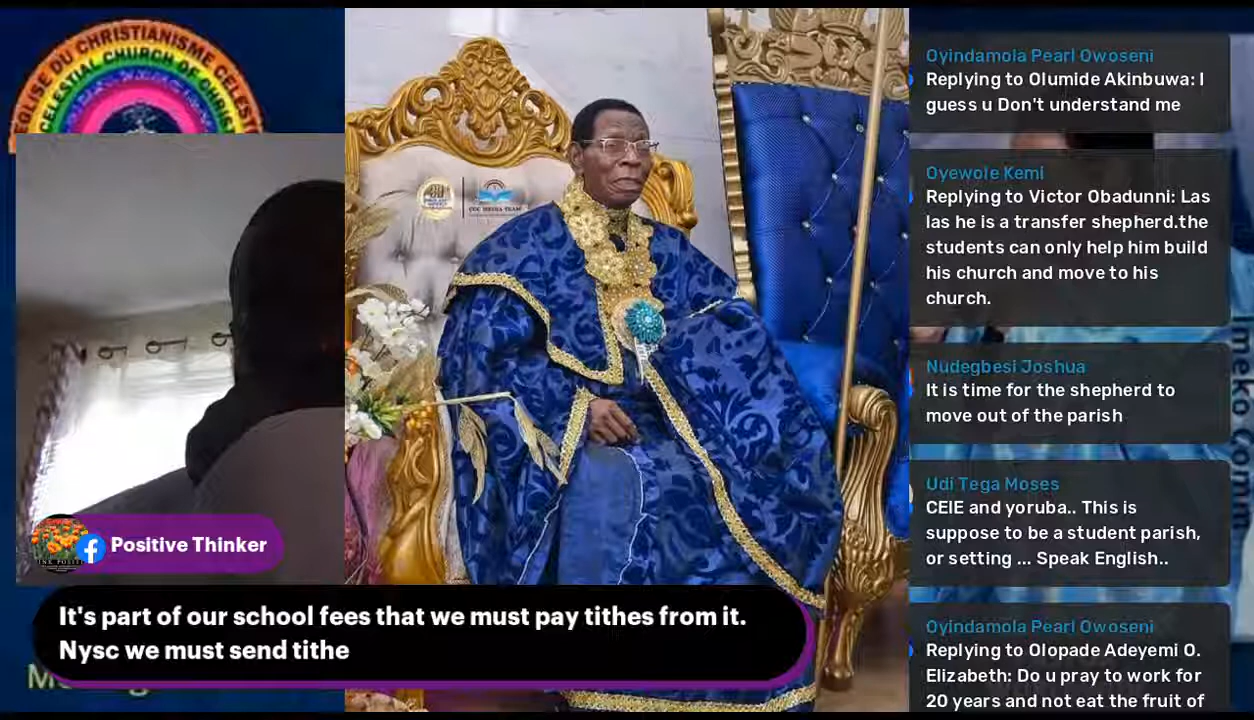 EGLISE DU CHRISTIANISME CELESTE
CELESTIAL CHURCH OF CHRIST
CCC MEDIA TEAM
Positive Thinker
It's part of our school fees that we must pay tithes from it.
Nysc we must send tithe
Oyindamola Pearl Owoseni
Replying to Olumide Akinbuwa: I
guess u Don't understand me
Oyewole Kemi
Replying to Victor Obadunni: Las
las he is a transfer shepherd.the
students can only help him build
his church and move to his
church.
Nudegbesi Joshua
It is time for the shepherd to
move out of the parish
Udi Tega Moses
CEIE and yoruba.. This is
suppose to be a student parish,
or setting ... Speak English..
Oyindamola Pearl Owoseni
Replying to Olopade Adeyemi O.
Elizabeth: Do u pray to work for
20 years and not eat the fruit of
Imeko